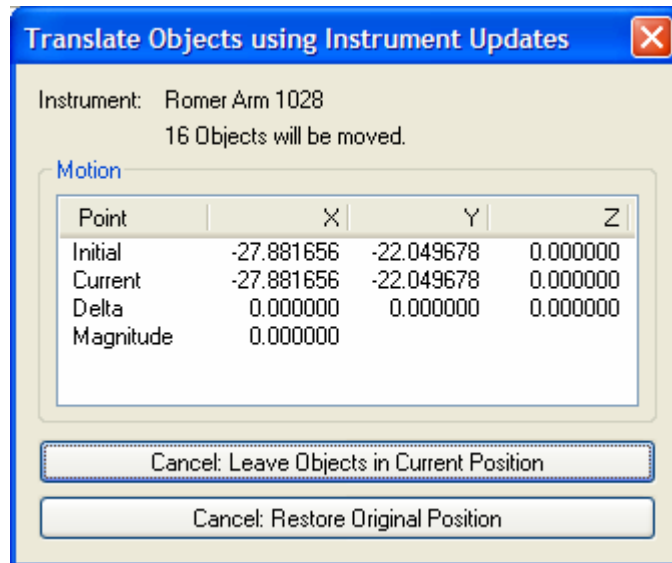 Translate Objects using Instrument Updates
Instrument: Romer Arm 1028
16 Objects will be moved.
Motion
Point X Y Z
Initial -27.881656 -22.049678 0.000000
Current -27.881656 -22.049678 0.000000
Delta 0.000000 0.000000 0.000000
Magnitude 0.000000
Cancel: Leave Objects in Current Position
Cancel: Restore Original Position